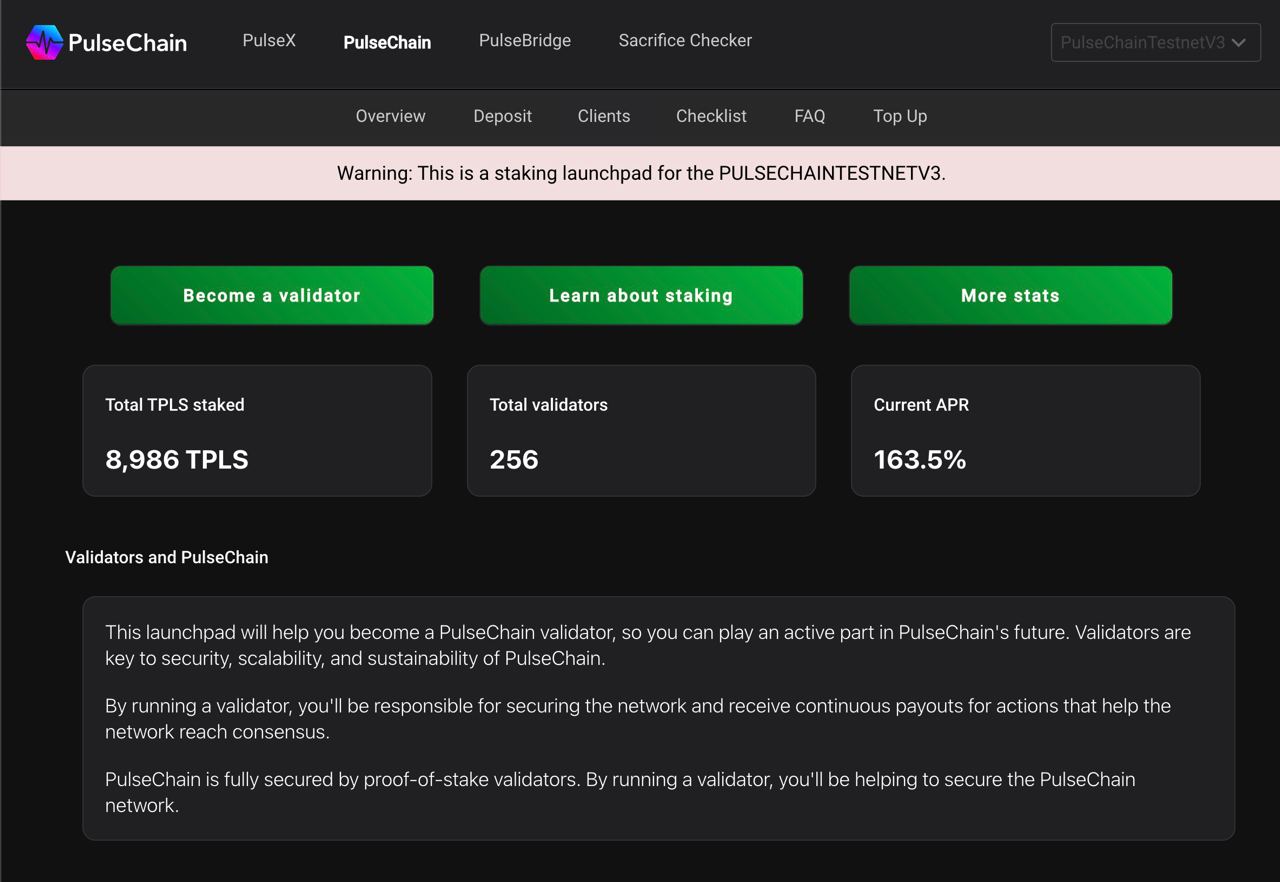 PulseChain
PulseX
PulseChain
PulseBridge
Sacrifice Checker
PulseChainTestnetV3
Overview
Deposit
Clients
Checklist
FAQ
Top Up
Warning: This is a staking launchpad for the PULSECHAINTESTNETV3.
Become a validator
Learn about staking
More stats
Total TPLS staked
8,986 TPLS
Total validators
256
Current APR
163.5%
Validators and PulseChain
This launchpad will help you become a PulseChain validator, so you can play an active part in PulseChain's future. Validators are
key to security, scalability, and sustainability of PulseChain.
By running a validator, you'll be responsible for securing the network and receive continuous payouts for actions that help the
network reach consensus.
PulseChain is fully secured by proof-of-stake validators. By running a validator, you'll be helping to secure the PulseChain
network.